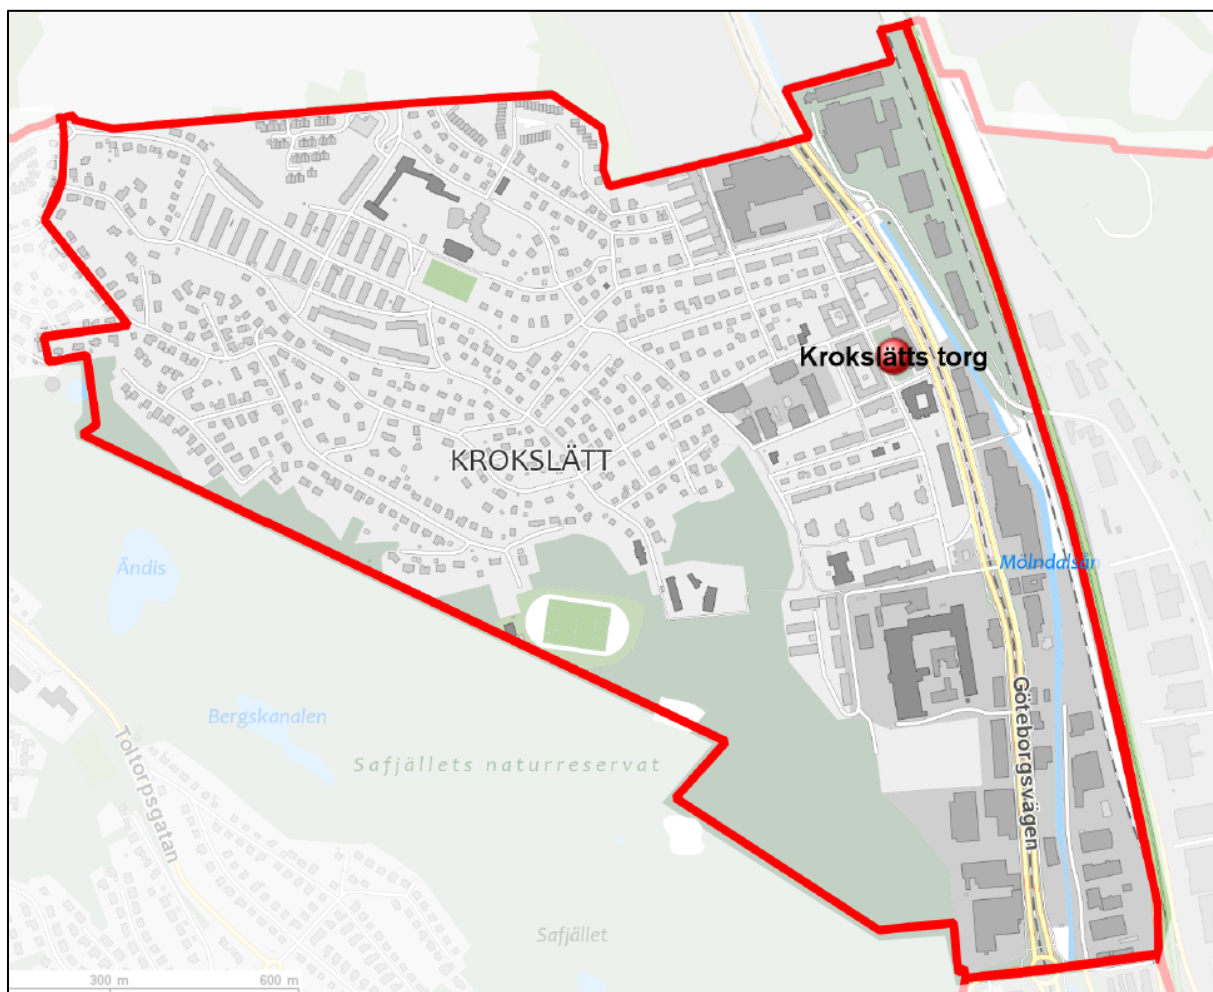 Krokslätts torg
KROKSLÄTT
Mölndalsån
Ändis
Göteborgsvägen
Bergskanalen
Toltorpsgatan
Safjällets naturreservat
Safjället
300 m
600 m